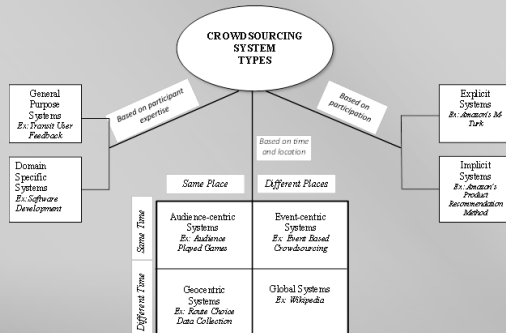 CROWDSOURCING
SYSTEM
TYPES
General
Purpose
Systems
Ex: Transit User
Feedback
Domain
Specific
Systems
Ex: Software
Development
Based on participant
expertise
Based on time
and location
Based on
participation
Explicit
Systems
Ex: Amazon's M-
Turk
Implicit
Systems
Ex: Amazon's
Product
Recommendation
Method
Same Place
Different Places
Same Time
Audience-centric
Systems
Ex: Audience
Played Games
Event-centric
Systems
Ex: Event Based
Crowdsourcing
Different Time
Geocentric
Systems
Ex: Route Choice
Data Collection
Global Systems
Ex: Wikipedia